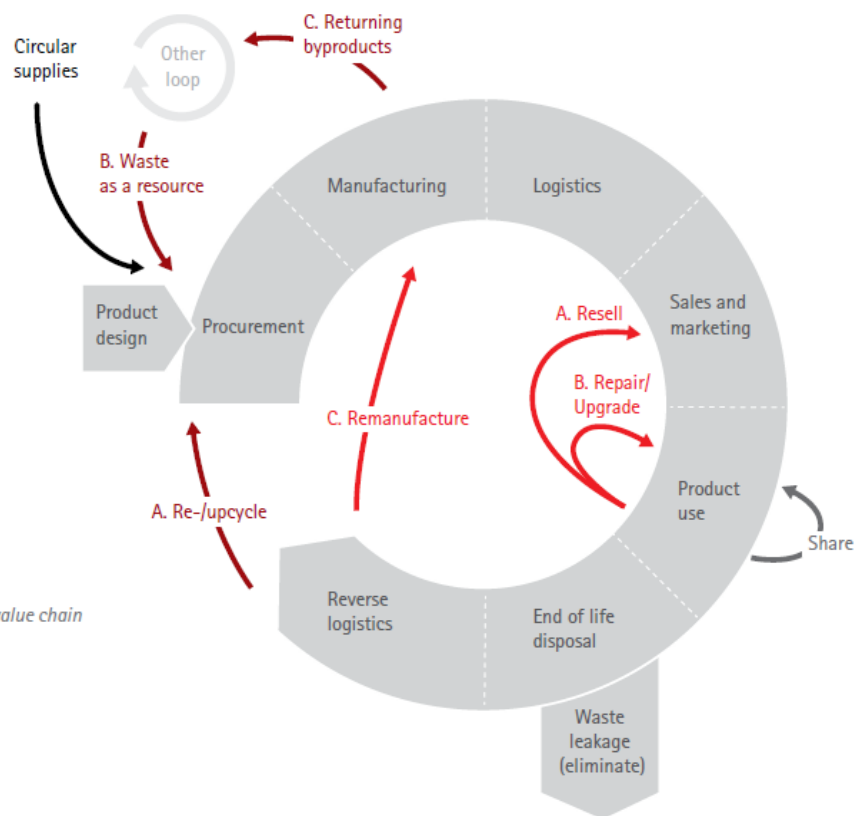 C. Returning
byproducts
Circular
supplies
Other
loop
B. Waste
as a resource
Manufacturing
Logistics
Product
design
Procurement
Sales and
marketing
A. Resell
B. Repair/
Upgrade
C. Remanufacture
A. Re-/upcycle
Product
use
Share
Reverse
logistics
End of life
disposal
value chain
Waste
leakage
(eliminate)